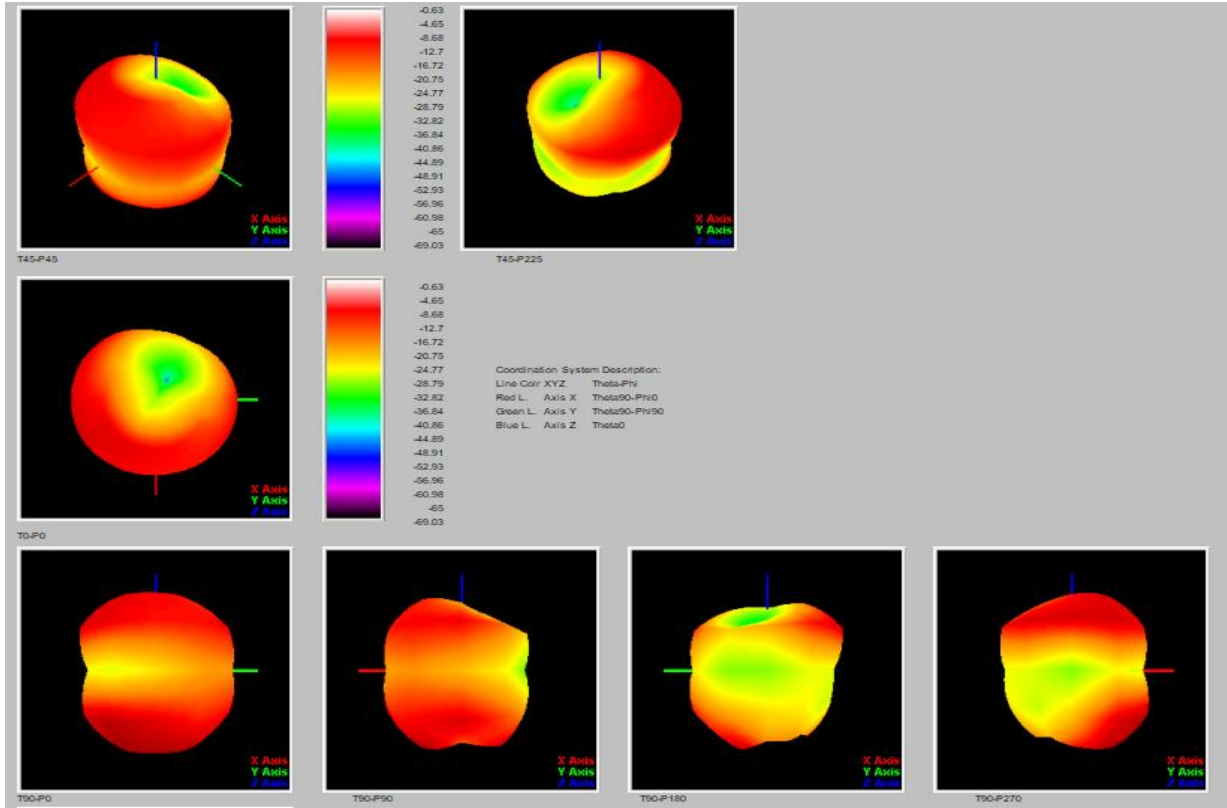 -0.63
-4.65
-8.68
-12.7
-16.72
-20.75
-24.77
-28.79
-32.82
-36.84
-40.86
-44.89
-48.91
-52.93
-56.96
-60.98
-65
-69.03
X Axis
Y Axis
Z Axis
X Axis
Y Axis
Z Axis
T45-P45
T45-P225
-0.63
-4.65
-8.68
-12.7
-16.72
-20.75
-24.77
-28.79
-32.82
-36.84
-40.86
-44.89
-48.91
-52.93
-56.96
-60.98
-65
-69.03
Coordination System Description:
Line Colr XYZ Theta-Phi
Red L. Axis X Theta90-Phi0
Green L. Axis Y Theta90-Phi90
Blue L. Axis Z Theta0
X Axis
Y Axis
Z Axis
T0-P0
X Axis
Y Axis
Z Axis
X Axis
Y Axis
Z Axis
X Axis
Y Axis
Z Axis
X Axis
Y Axis
Z Axis
T90-P0
T90-P90
T90-P180
T90-P270